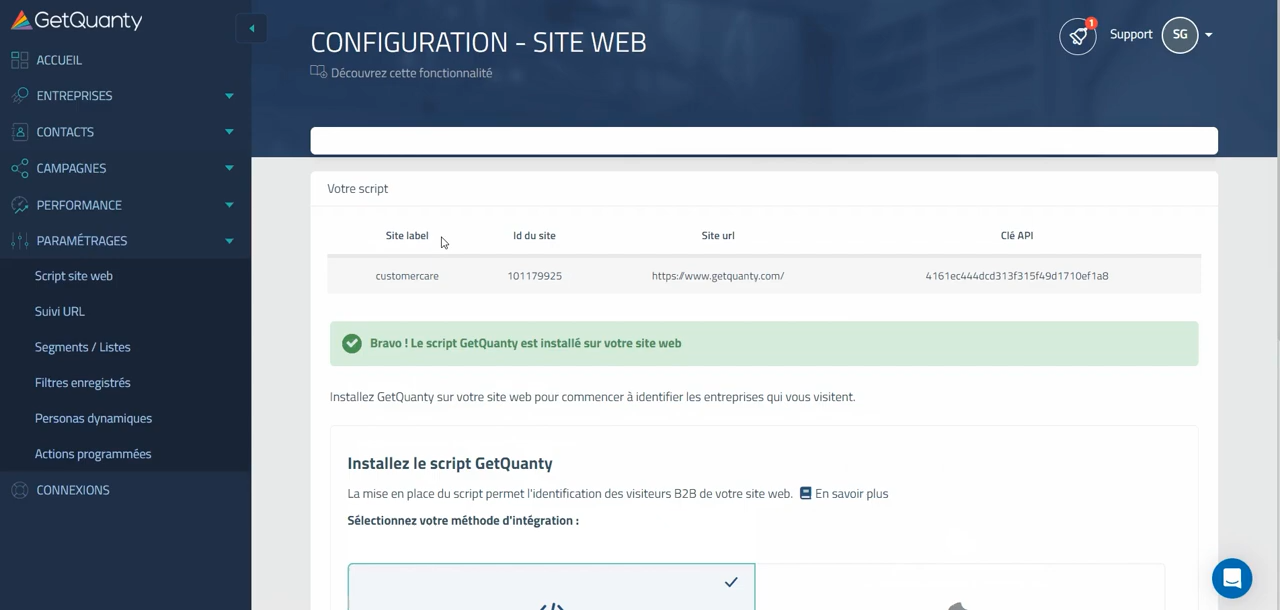 GetQuanty
ACCUEIL
ENTREPRISES
CONTACTS
CAMPAGNES
PERFORMANCE
PARAMÉTRAGES
Script site web
Suivi URL
Segments / Listes
Filtres enregistrés
Personas dynamiques
Actions programmées
CONNEXIONS
CONFIGURATION - SITE WEB
Découvrez cette fonctionnalité
1
Support
SG
Votre script
Site label Id du site Site url Clé API
customercare 101179925 https://www.getquanty.com/ 4161ec444dcd313f315f49d1710ef1a8
Bravo ! Le script GetQuanty est installé sur votre site web
Installez GetQuanty sur votre site web pour commencer à identifier les entreprises qui vous visitent.
Installez le script GetQuanty
La mise en place du script permet l'identification des visiteurs B2B de votre site web. En savoir plus
Sélectionnez votre méthode d'intégration :